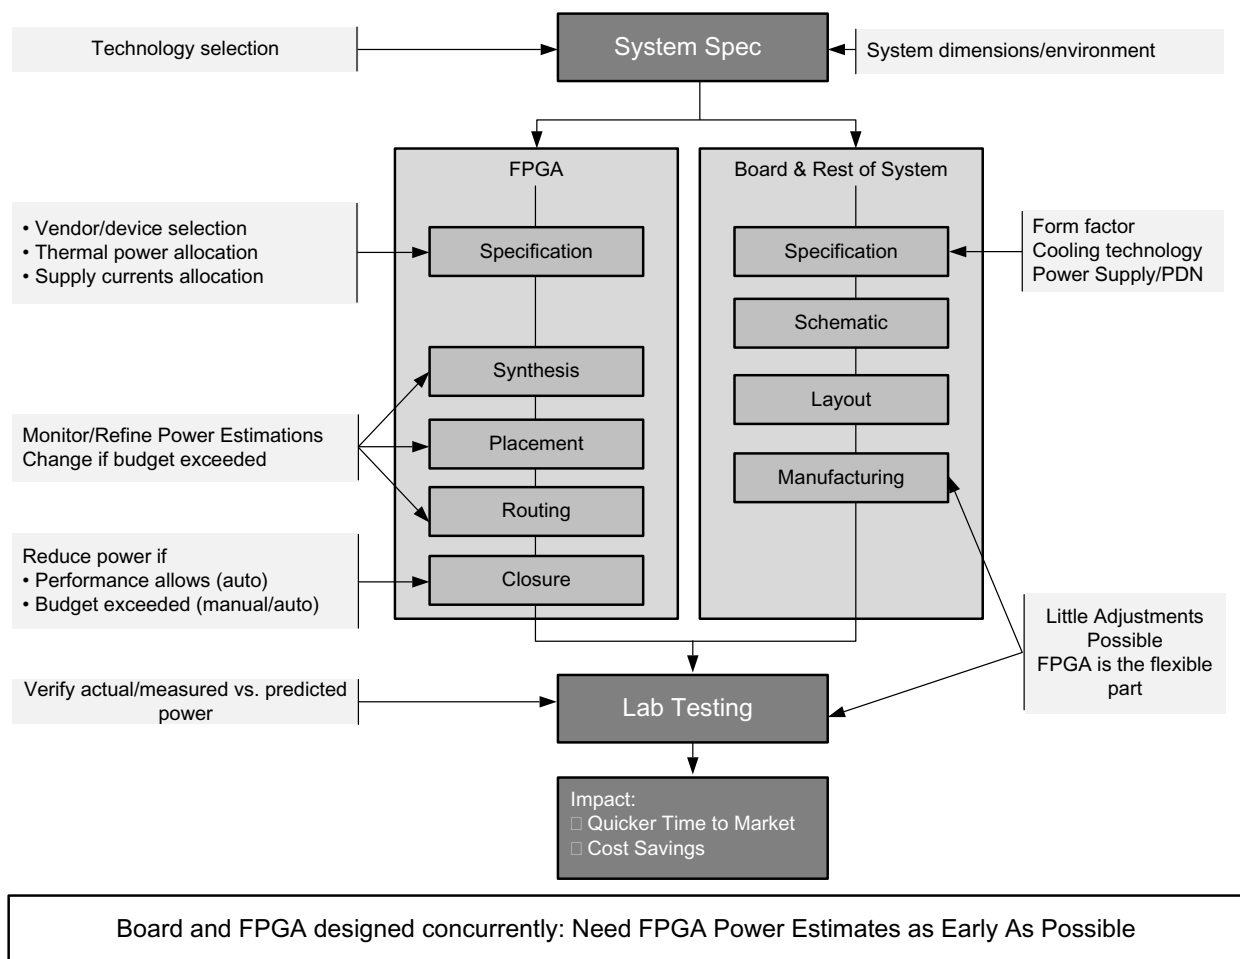 Technology selection
System Spec
System dimensions/environment
FPGA
Board & Rest of System
• Vendor/device selection
• Thermal power allocation
• Supply currents allocation
Specification
Specification
Form factor
Cooling technology
Power Supply/PDN
Schematic
Synthesis
Layout
Monitor/Refine Power Estimations
Change if budget exceeded
Placement
Manufacturing
Routing
Reduce power if
• Performance allows (auto)
• Budget exceeded (manual/auto)
Closure
Little Adjustments
Possible
FPGA is the flexible
part
Verify actual/measured vs. predicted
power
Lab Testing
Impact:
Quicker Time to Market
Cost Savings
Board and FPGA designed concurrently: Need FPGA Power Estimates as Early As Possible